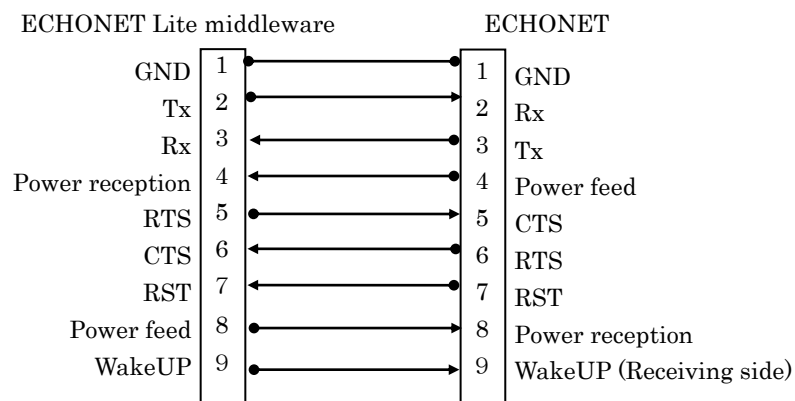 ECHONET Lite middleware ECHONET
GND 1 1 GND
Tx 2 2 Rx
Rx 3 3 Tx
Power reception 4 4 Power feed
RTS 5 5 CTS
CTS 6 6 RTS
RST 7 7 RST
Power feed 8 8 Power reception
WakeUP 9 9 WakeUP (Receiving side)